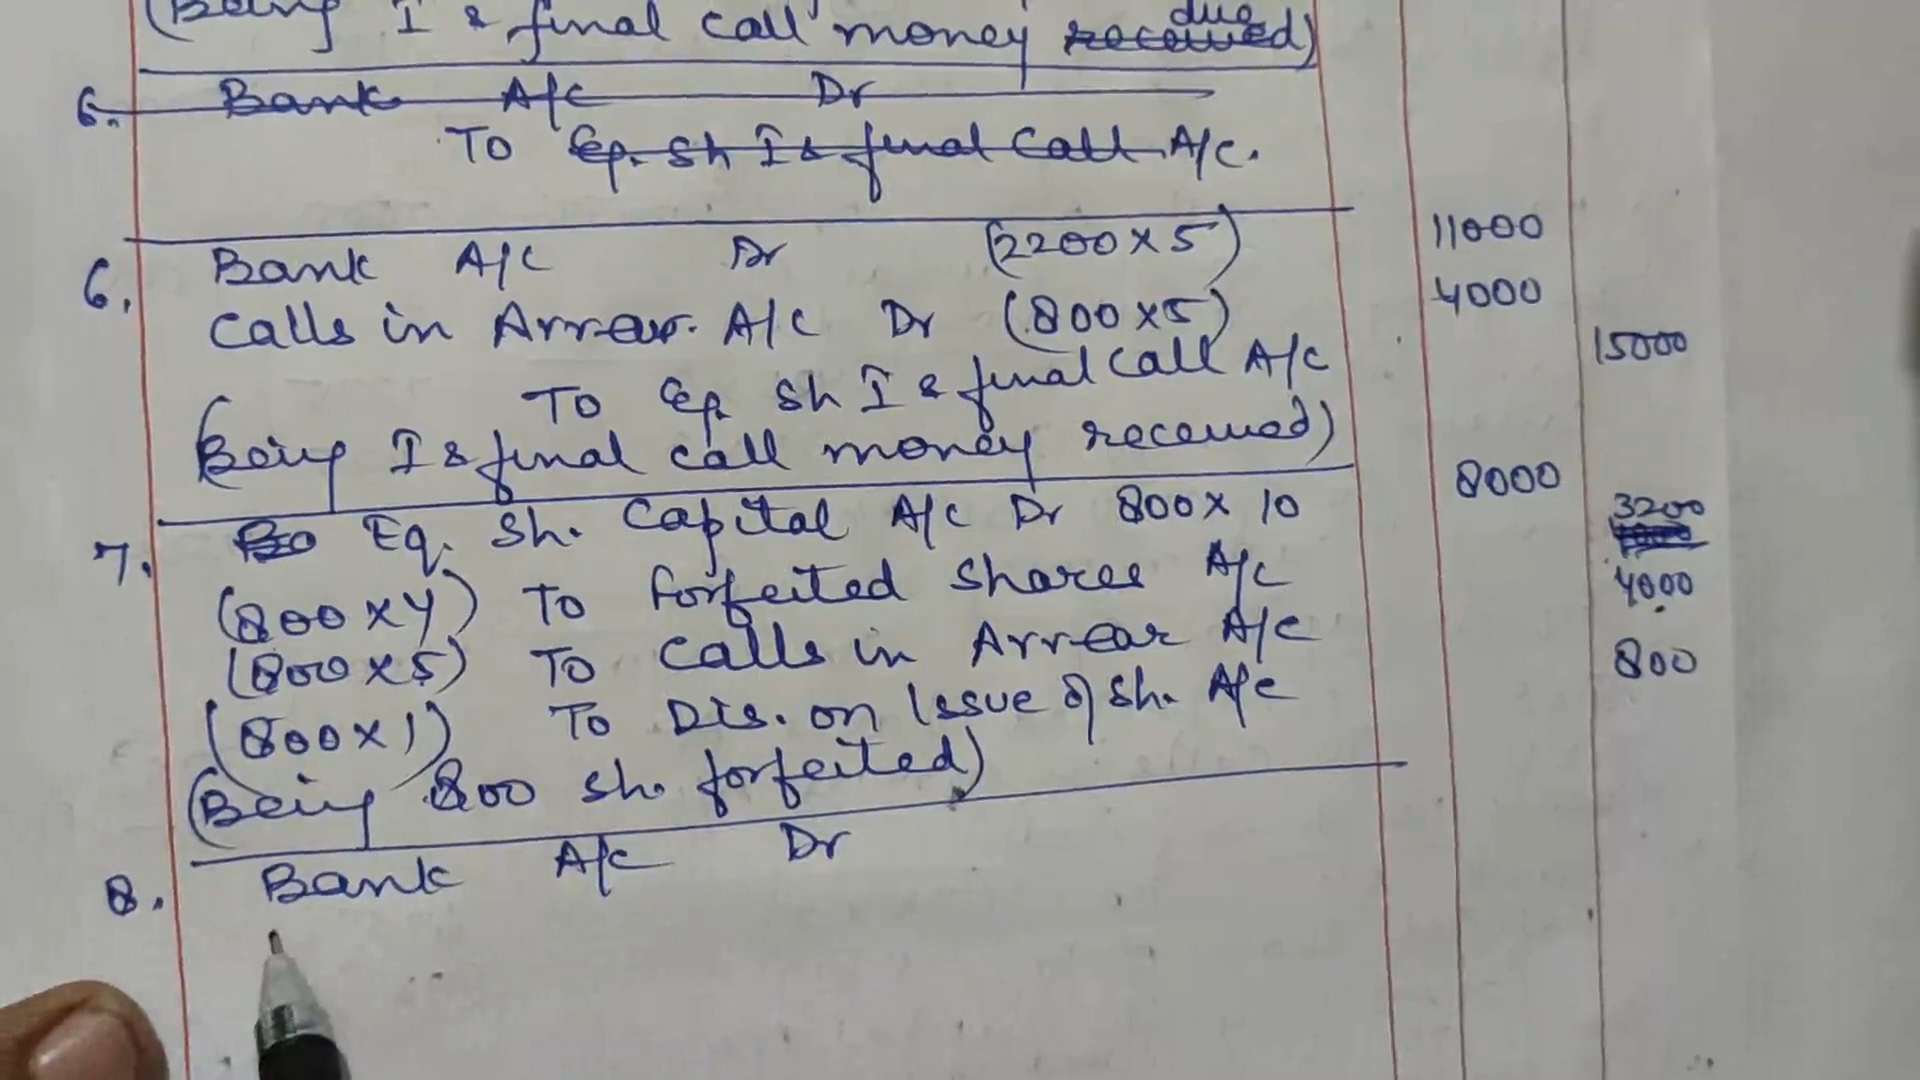 (Being I & final call money received due)
6. Bank A/c Dr
To Eq. Sh I & final Call A/c.
6. Bank A/c Dr (2200 x 5) 11000
Calls in Arrear. A/c Dr (800 x 5) 4000
To Eq. Sh I & final Call A/c 15000
(Being I & final call money received)
7. Eq. Sh. Capital A/c Dr 800 x 10 8000
(800 x 4) To forfeited Shares A/c 3200
(800 x 5) To Calls in Arrear A/c 4000
(800 x 1) To Dis. on Issue of Sh. A/c 800
(Being 800 Sh. forfeited)
8. Bank A/c Dr